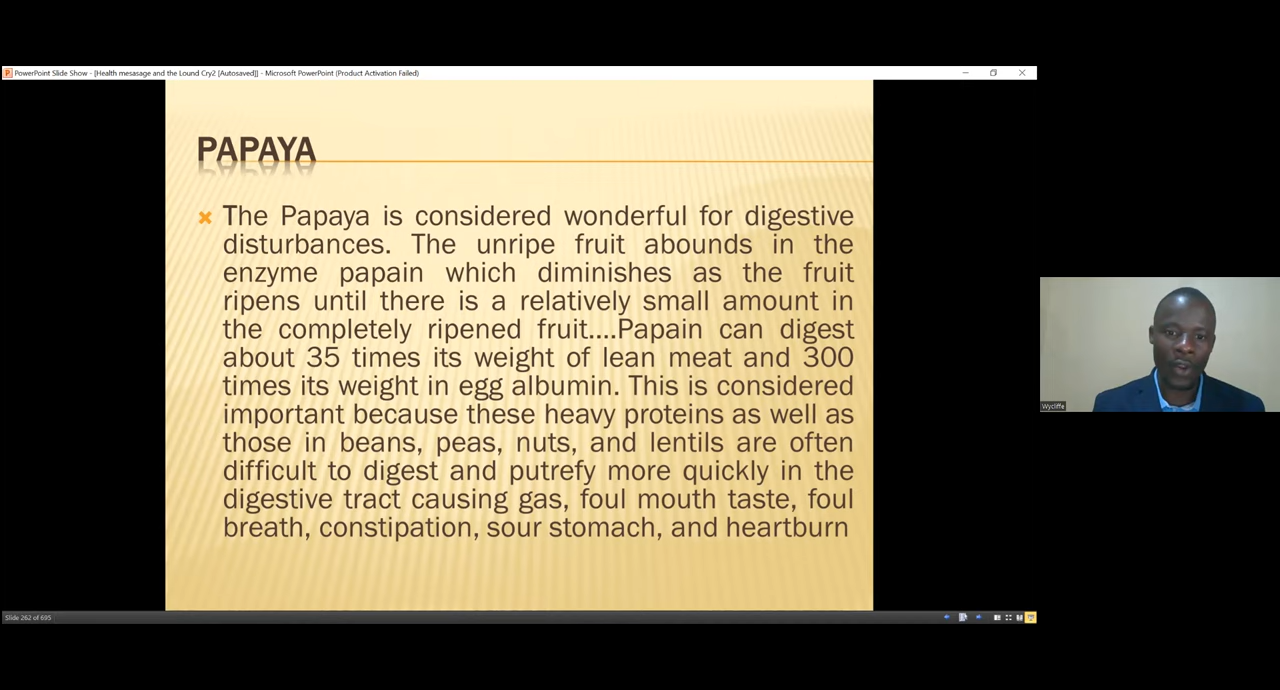 PowerPoint Slide Show - [Health mesasage and the Lound Cry2 [Autosaved]] - Microsoft PowerPoint (Product Activation Failed)
PAPAYA
The Papaya is considered wonderful for digestive
disturbances. The unripe fruit abounds in the
enzyme papain which diminishes as the fruit
ripens until there is a relatively small amount in
the completely ripened fruit....Papain can digest
about 35 times its weight of lean meat and 300
times its weight in egg albumin. This is considered
important because these heavy proteins as well as
those in beans, peas, nuts, and lentils are often
difficult to digest and putrefy more quickly in the
digestive tract causing gas, foul mouth taste, foul
breath, constipation, sour stomach, and heartburn
Wycliffe
Slide 262 of 695